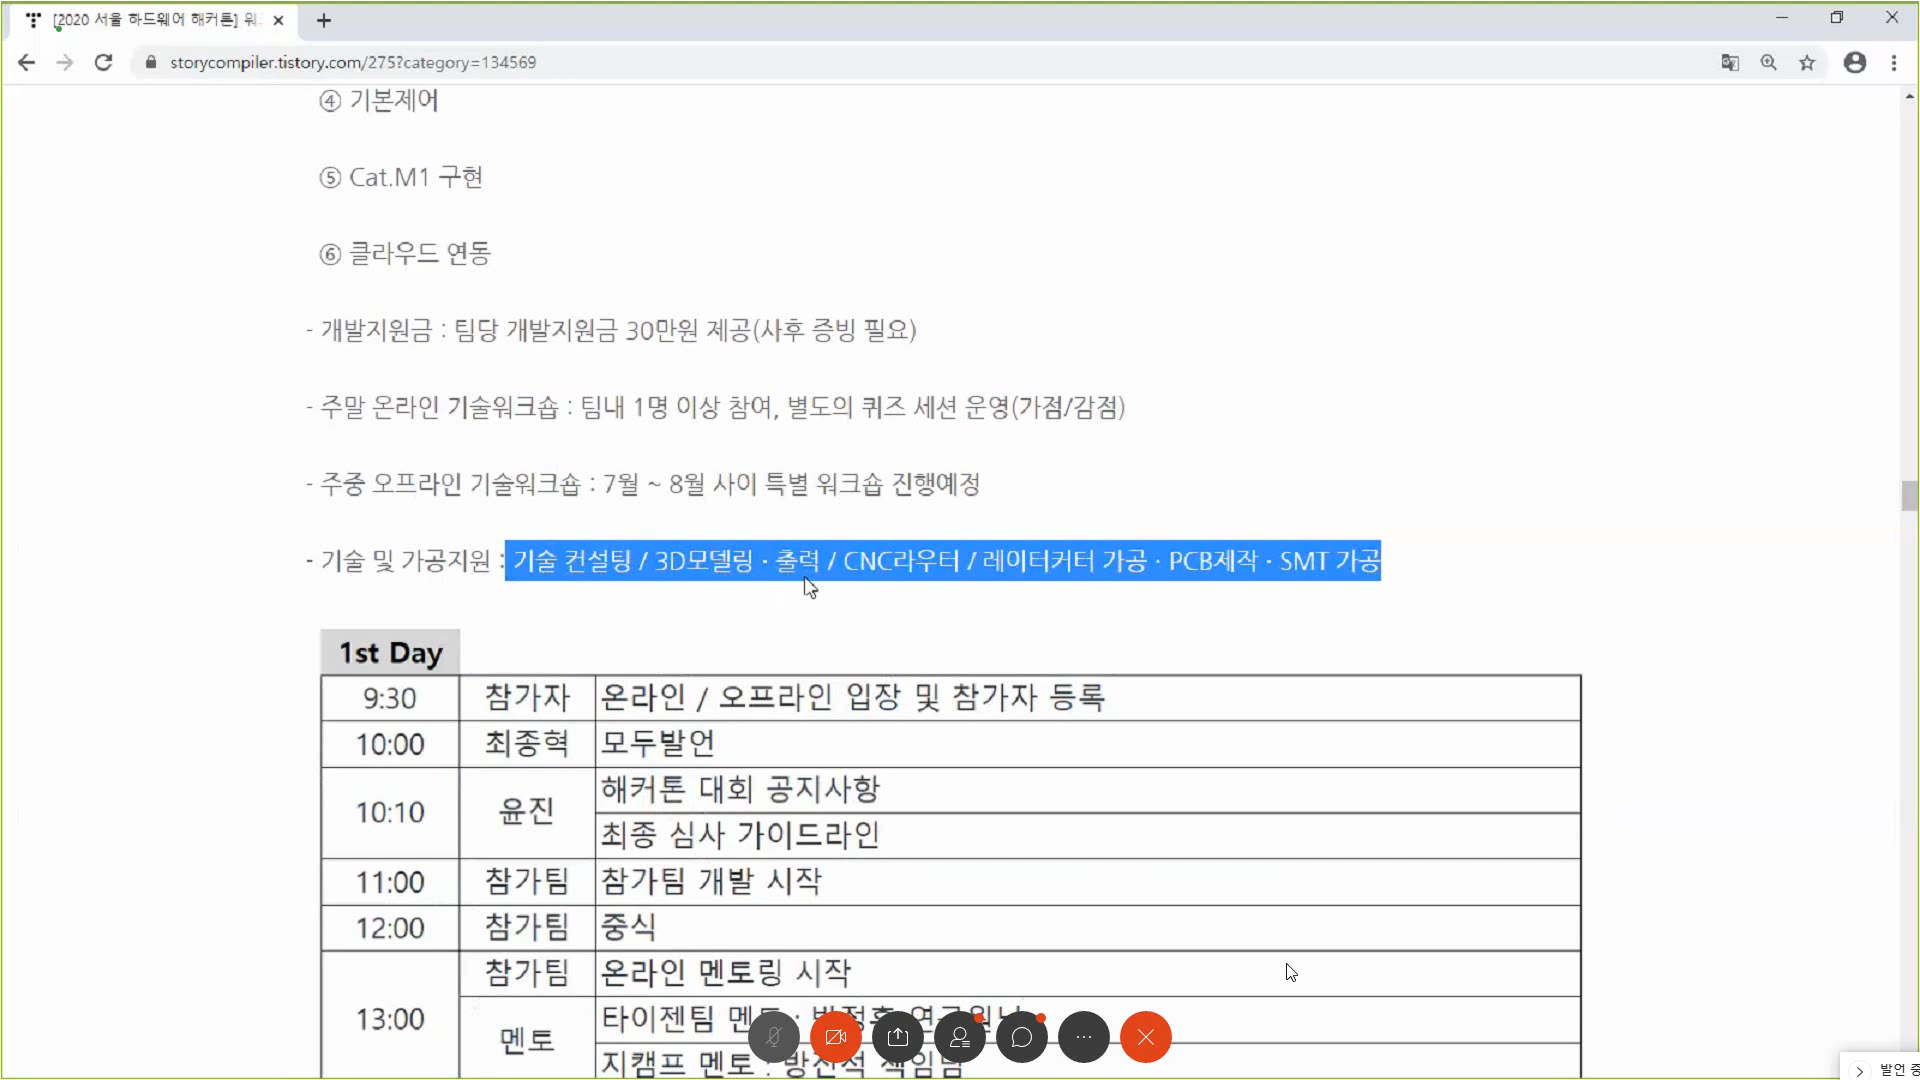 [2020 서울 하드웨어 해커톤] 워
storycompiler.tistory.com/275?category=134569
④ 기본제어
⑤ Cat.M1 구현
⑥ 클라우드 연동
- 개발지원금 : 팀당 개발지원금 30만원 제공(사후 증빙 필요)
- 주말 온라인 기술워크숍 : 팀내 1명 이상 참여, 별도의 퀴즈 세션 운영(가점/감점)
- 주중 오프라인 기술워크숍 : 7월 ~ 8월 사이 특별 워크숍 진행예정
- 기술 및 가공지원 : 기술 컨설팅 / 3D모델링 · 출력 / CNC라우터 / 레이터커터 가공 · PCB제작 · SMT 가공
1st Day
9:30 참가자 온라인 / 오프라인 입장 및 참가자 등록
10:00 최종혁 모두발언
10:10 윤진 해커톤 대회 공지사항
최종 심사 가이드라인
11:00 참가팀 참가팀 개발 시작
12:00 참가팀 중식
13:00 참가팀 온라인 멘토링 시작
멘토 타이젠팀 멘토 :
지캠프 멘토 :
발언 중